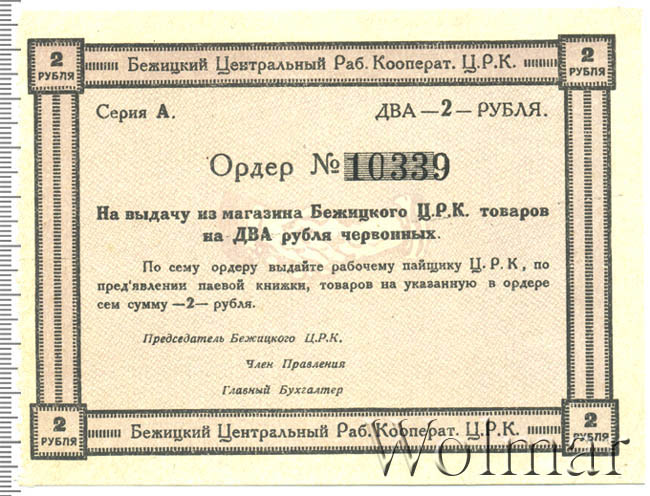 2
РУБЛЯ
Бежицкий Центральный Раб. Кооперат. Ц.Р.К.
2
РУБЛЯ
Серия А.
ДВА —2— РУБЛЯ.
Ордер № 10339
На выдачу из магазина Бежицкого Ц.Р.К. товаров
на ДВА рубля червонных.
По сему ордеру выдайте рабочему пайщику Ц. Р. К, по
пред'явлении паевой книжки, товаров на указанную в ордере
сем сумму —2— рубля.
Председатель Бежицкого Ц.Р.К.
Член Правления
Главный Бухгалтер
2
РУБЛЯ
Бежицкий Центральный Раб. Кооперат. Ц.Р.К.
2
РУБЛЯ
Wolmar